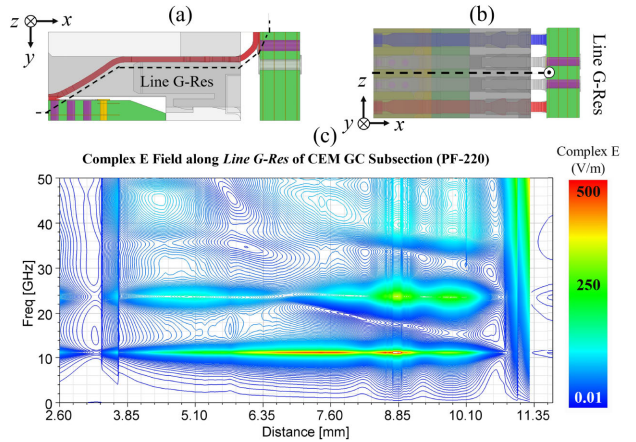 (a)
z
x
y
Line G-Res
(b)
Line G-Res
z
y
x
(c)
Complex E Field along Line G-Res of CEM GC Subsection (PF-220)
Complex E
(V/m)
500
250
0.01
Freq [GHz]
50
40
30
20
10
0
2.60
3.85
5.10
6.35
7.60
8.85
10.10
11.35
Distance [mm]